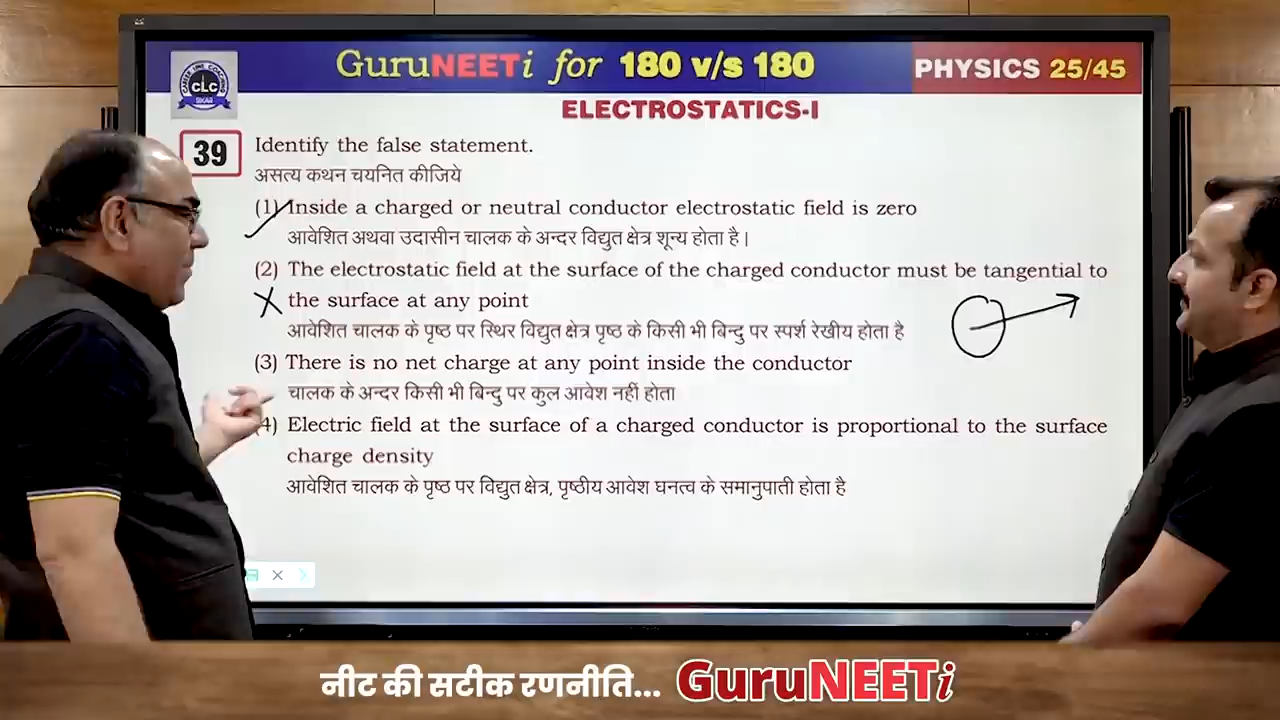 GuruNEETi for 180 v/s 180
PHYSICS 25/45
CLC
SIKAR
ELECTROSTATICS-I
39
Identify the false statement.
असत्य कथन चयनित कीजिये
(1) Inside a charged or neutral conductor electrostatic field is zero
आवेशित अथवा उदासीन चालक के अन्दर विद्युत क्षेत्र शून्य होता है।
(2) The electrostatic field at the surface of the charged conductor must be tangential to
the surface at any point
आवेशित चालक के पृष्ठ पर स्थिर विद्युत क्षेत्र पृष्ठ के किसी भी बिन्दु पर स्पर्श रेखीय होता है
(3) There is no net charge at any point inside the conductor
चालक के अन्दर किसी भी बिन्दु पर कुल आवेश नहीं होता
(4) Electric field at the surface of a charged conductor is proportional to the surface
charge density
आवेशित चालक के पृष्ठ पर विद्युत क्षेत्र, पृष्ठीय आवेश घनत्व के समानुपाती होता है
नीट की सटीक रणनीति... GuruNEETi